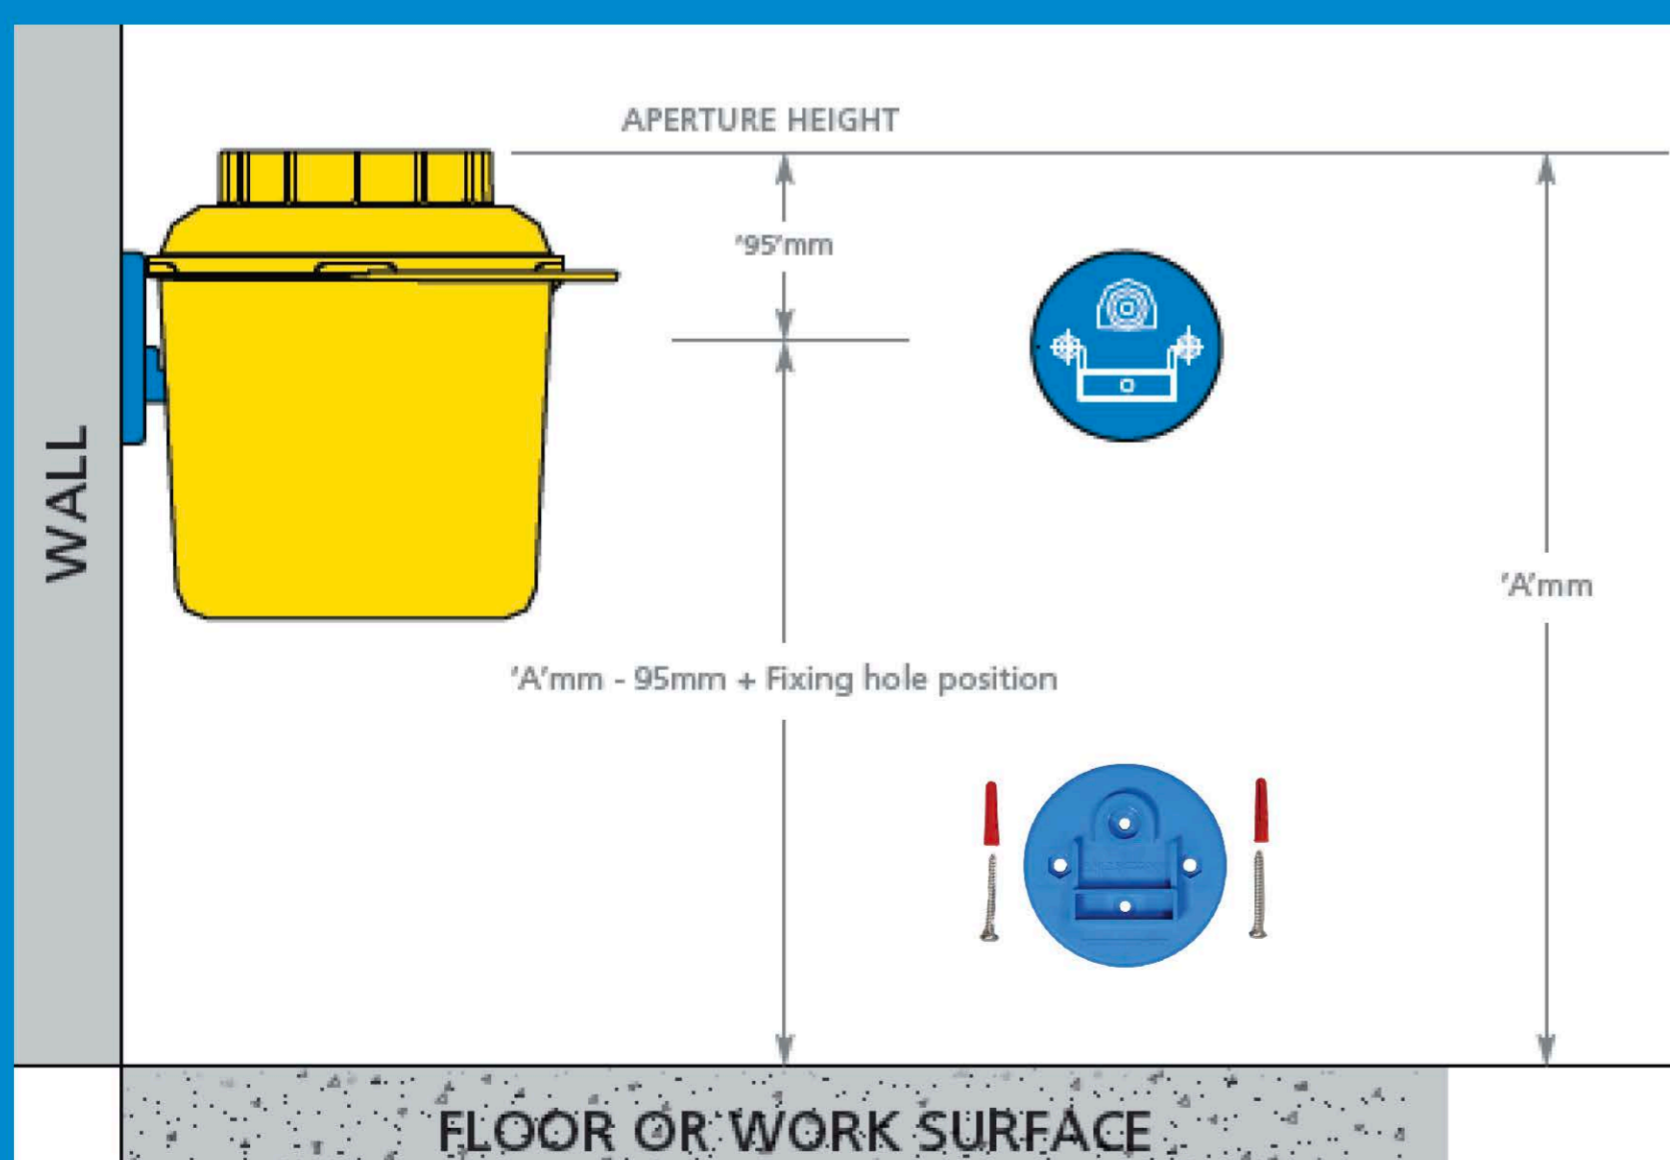 APERTURE HEIGHT
'95'mm
WALL
'A'mm
'A'mm - 95mm + Fixing hole position
FLOOR OR WORK SURFACE